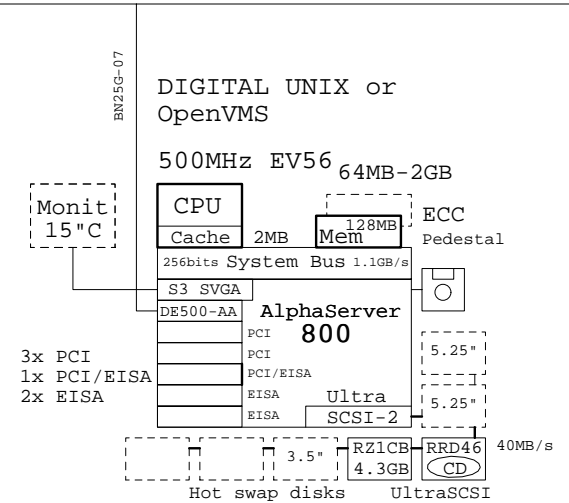 BN25G-07
DIGITAL UNIX or
OpenVMS
500MHz EV56
64MB-2GB
Monit
15"C
CPU
Cache
2MB
128MB
Mem
ECC
Pedestal
256bits System Bus 1.1GB/s
S3 SVGA
DE500-AA
AlphaServer
800
PCI
PCI
PCI/EISA
EISA
EISA
3x PCI
1x PCI/EISA
2x EISA
Ultra
SCSI-2
5.25"
5.25"
3.5"
RZ1CB
4.3GB
RRD46
CD
40MB/s
Hot swap disks
UltraSCSI